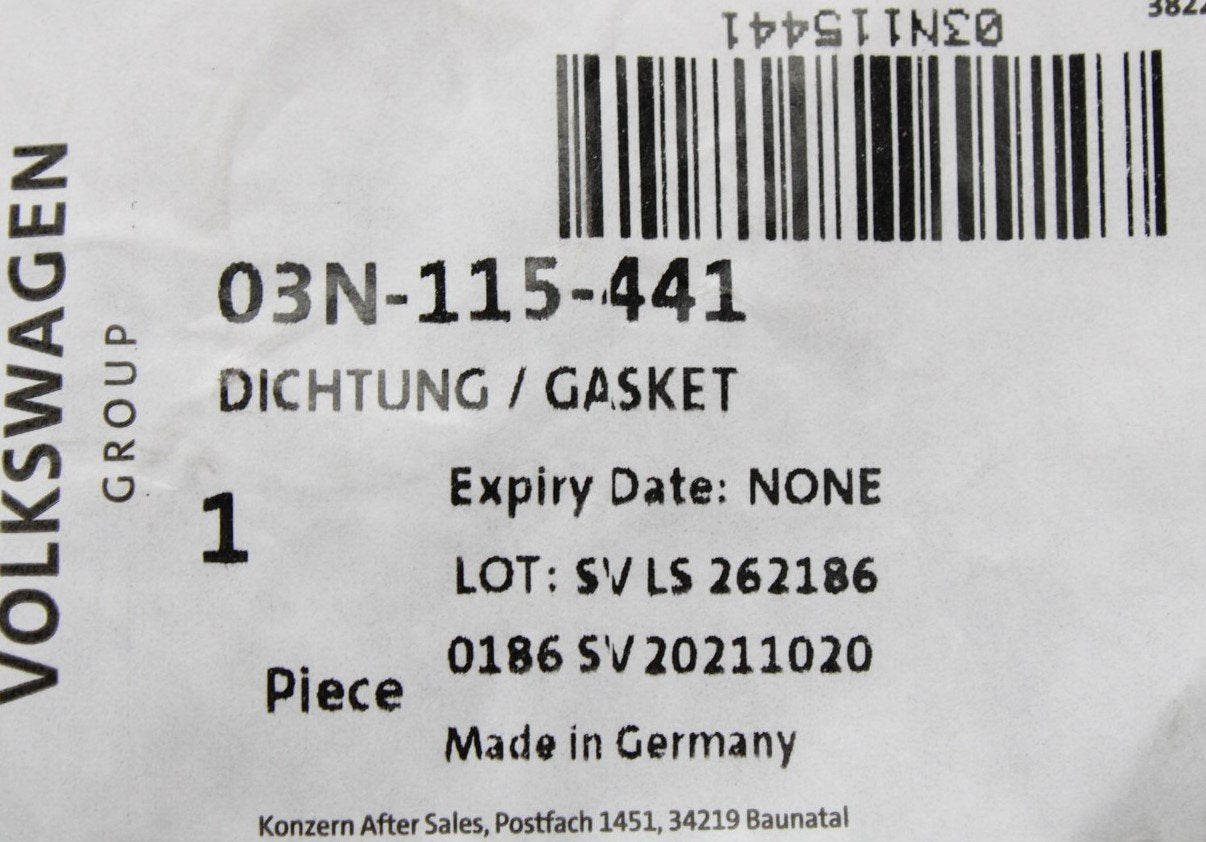 03N115441
VOLKSWAGEN
GROUP
03N-115-441
DICHTUNG / GASKET
1
Expiry Date: NONE
LOT: SV LS 262186
0186 SV 20211020
Piece
Made in Germany
Konzern After Sales, Postfach 1451, 34219 Baunatal